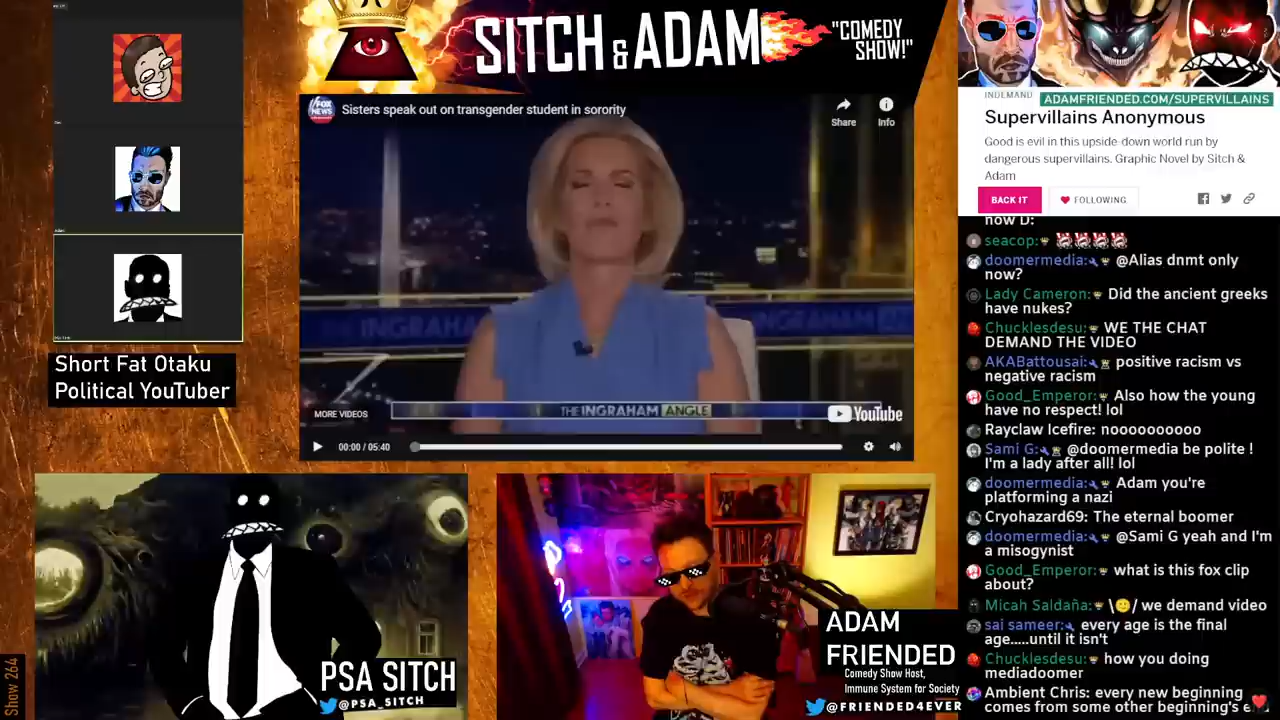 SITCH & ADAM
"COMEDY
SHOW!"
FOX
NEWS
Sisters speak out on transgender student in sorority
Share
Info
THE INGRAHAM
INGRAHAM
MORE VIDEOS
THE INGRAHAM ANGLE
YouTube
00:00 / 05:40
Short Fat Otaku
Political YouTuber
PSA SITCH
@PSA_SITCH
Show 264
ADAM
FRIENDED
Comedy Show Host,
Immune System for Society
@FRIENDED4EVER
INDEMAND
ADAMFRIENDED.COM/SUPERVILLAINS
Supervillains Anonymous
Good is evil in this upside-down world run by
dangerous supervillains. Graphic Novel by Sitch &
Adam
BACK IT
FOLLOWING
now D:
seacop:
doomermedia: @Alias dnmt only
now?
Lady Cameron: Did the ancient greeks
have nukes?
Chucklesdesu: WE THE CHAT
DEMAND THE VIDEO
AKABattousai: positive racism vs
negative racism
Good_Emperor: Also how the young
have no respect! lol
Rayclaw Icefire: noooooooooo
Sami G: @doomermedia be polite !
I'm a lady after all! lol
doomermedia: Adam you're
platforming a nazi
Cryohazard69: The eternal boomer
doomermedia: @Sami G yeah and I'm
a misogynist
Good_Emperor: what is this fox clip
about?
Micah Saldaña: \🙂/ we demand video
sai sameer: every age is the final
age.....until it isn't
Chucklesdesu: how you doing
mediadoomer
Ambient Chris: every new beginning
comes from some other beginning's